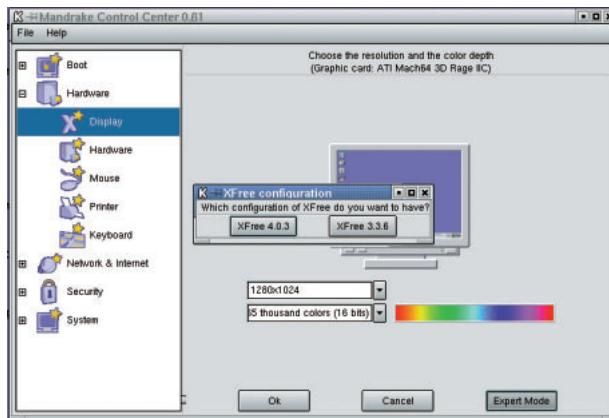 Mandrake Control Center 0.61
File Help
Choose the resolution and the color depth
(Graphic card: ATI Mach64 3D Rage IIC)
Boot
Hardware
Display
Hardware
Mouse
Printer
Keyboard
Network & Internet
Security
System
XFree configuration
Which configuration of XFree do you want to have?
XFree 4.0.3 XFree 3.3.6
1280x1024
65 thousand colors (16 bits)
Ok Cancel Expert Mode